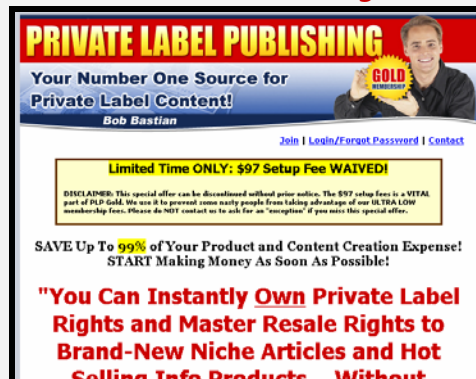 PRIVATE LABEL PUBLISHING
Your Number One Source for
Private Label Content!
Bob Bastian
GOLD
MEMBERSHIP
Join | Login/Forgot Password | Contact
Limited Time ONLY: $97 Setup Fee WAIVED!
DISCLAIMER: This special offer can be discontinued without prior notice. The $97 setup fees is a VITAL
part of PLP Gold. We use it to prevent some nasty people from taking advantage of our ULTRA LOW
membership fees. Please do NOT contact us to ask for an "exception" if you miss this special offer.
SAVE Up To 99% of Your Product and Content Creation Expense!
START Making Money As Soon As Possible!
"You Can Instantly Own Private Label
Rights and Master Resale Rights to
Brand-New Niche Articles and Hot
Selling Info Products... Without